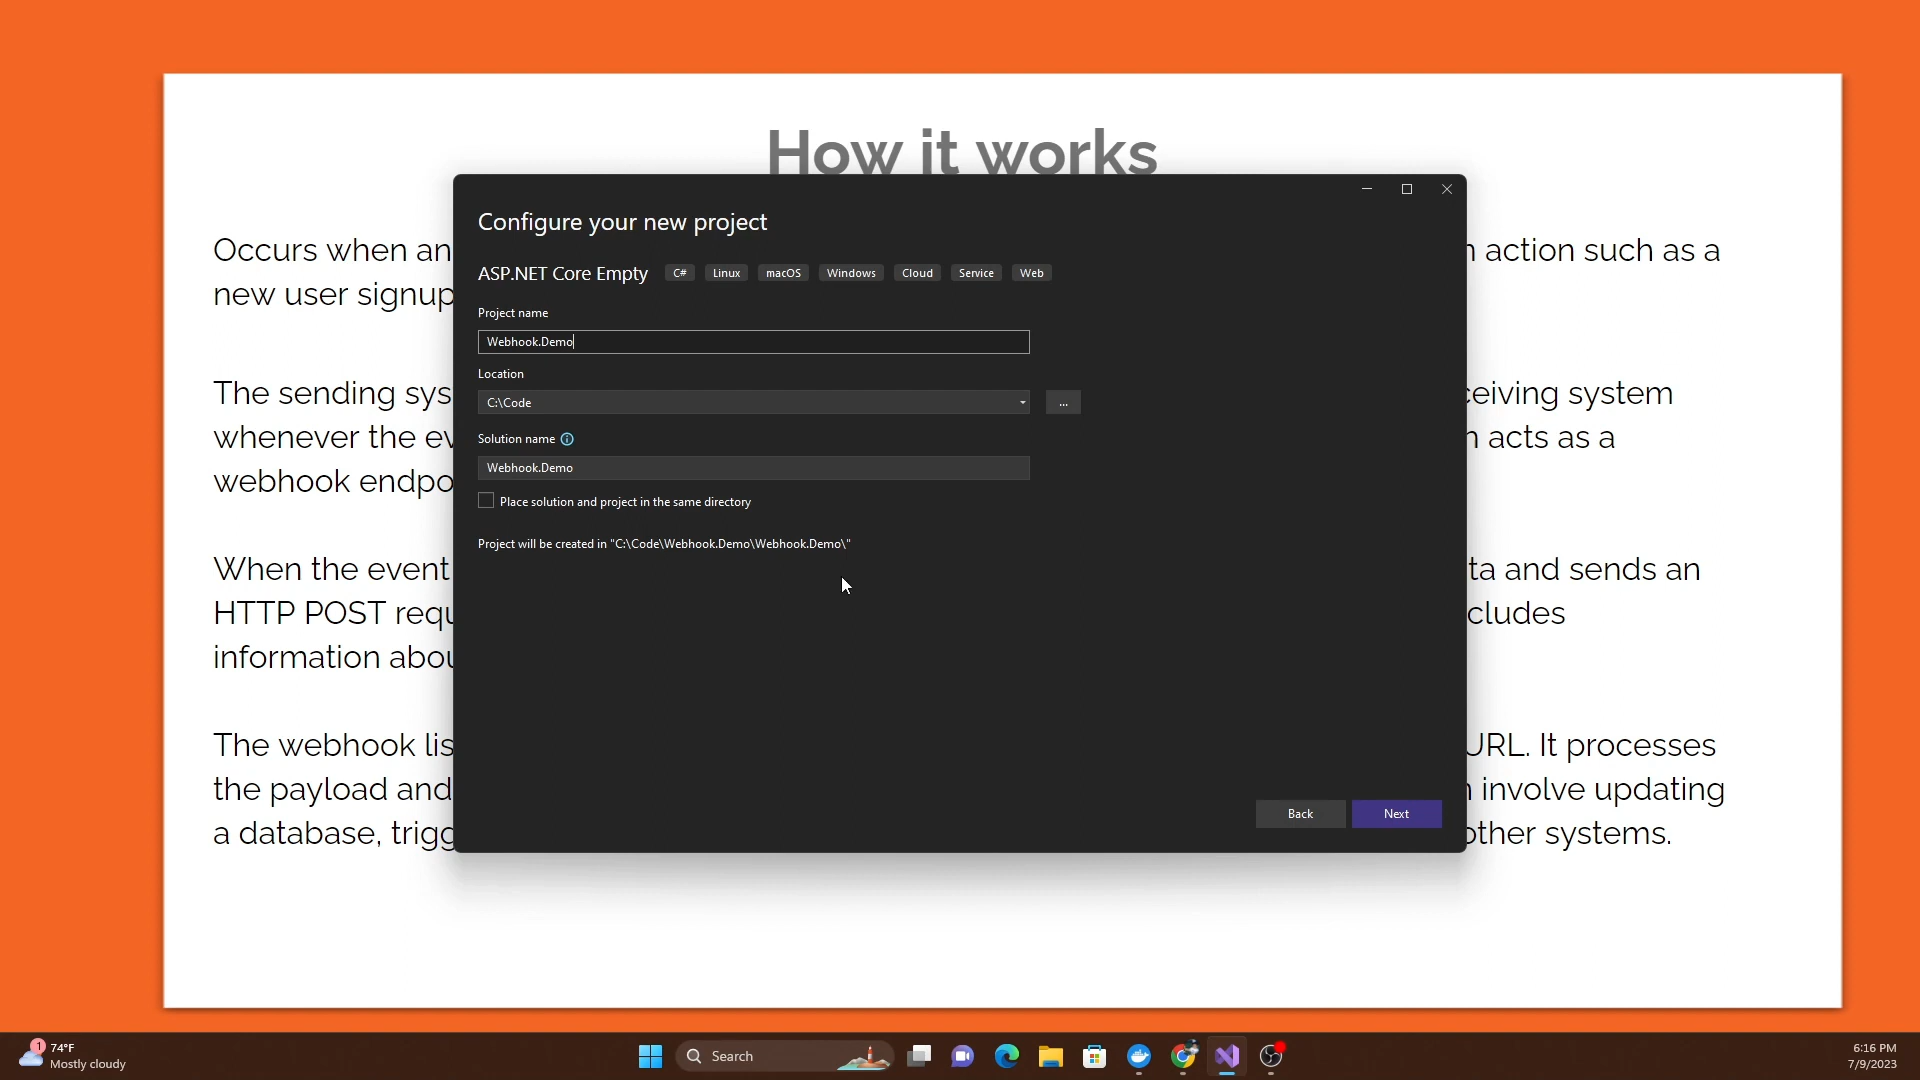 How it works
Occurs when an
n action such as a
new user signup
The sending sys
ceiving system
whenever the ev
n acts as a
webhook endpo
When the event
ta and sends an
HTTP POST requ
cludes
information abou
The webhook lis
URL. It processes
the payload and
n involve updating
a database, trigg
other systems.
Configure your new project
ASP.NET Core Empty C# Linux macOS Windows Cloud Service Web
Project name
Webhook.Demo
Location
C:\Code
...
Solution name
Webhook.Demo
Place solution and project in the same directory
Project will be created in "C:\Code\Webhook.Demo\Webhook.Demo\"
Back Next
1
74°F
Mostly cloudy
Search
6:16 PM
7/9/2023